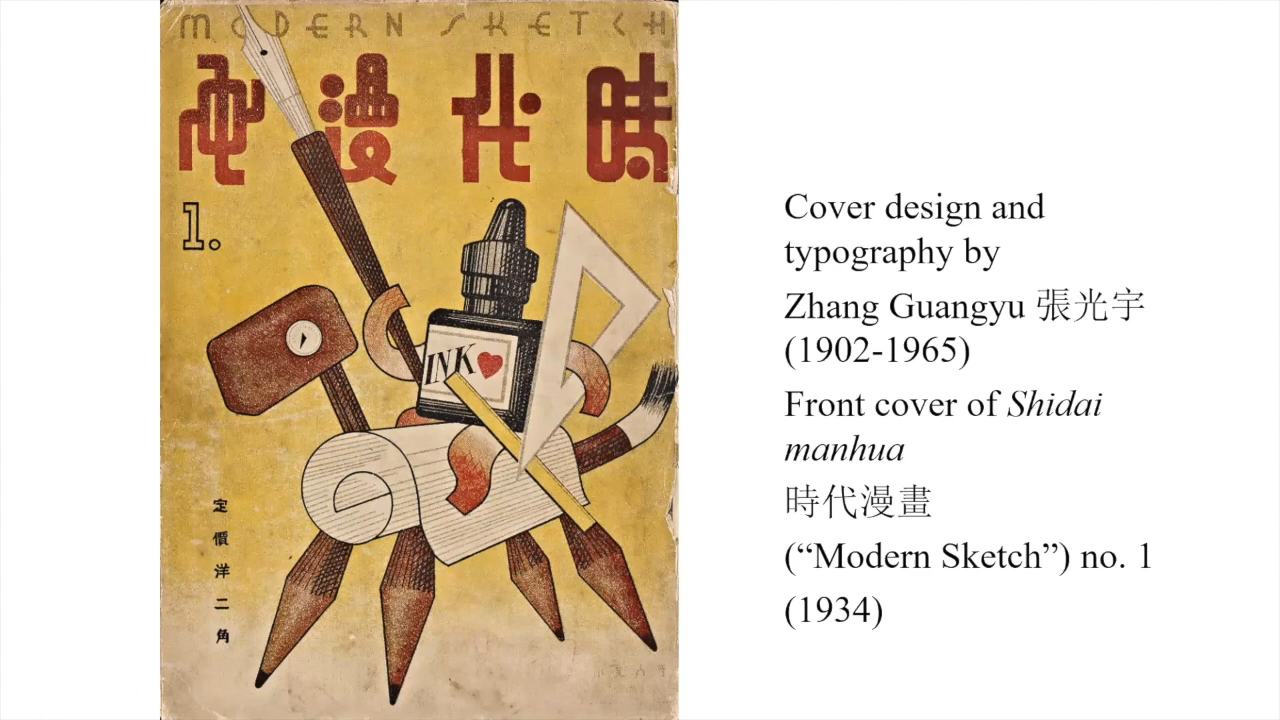 MODERN SKETCH
時代漫畫
1.
INK
定價洋二角
Cover design and
typography by
Zhang Guangyu 張光宇
(1902-1965)
Front cover of Shidai
manhua
時代漫畫
(“Modern Sketch”) no. 1
(1934)